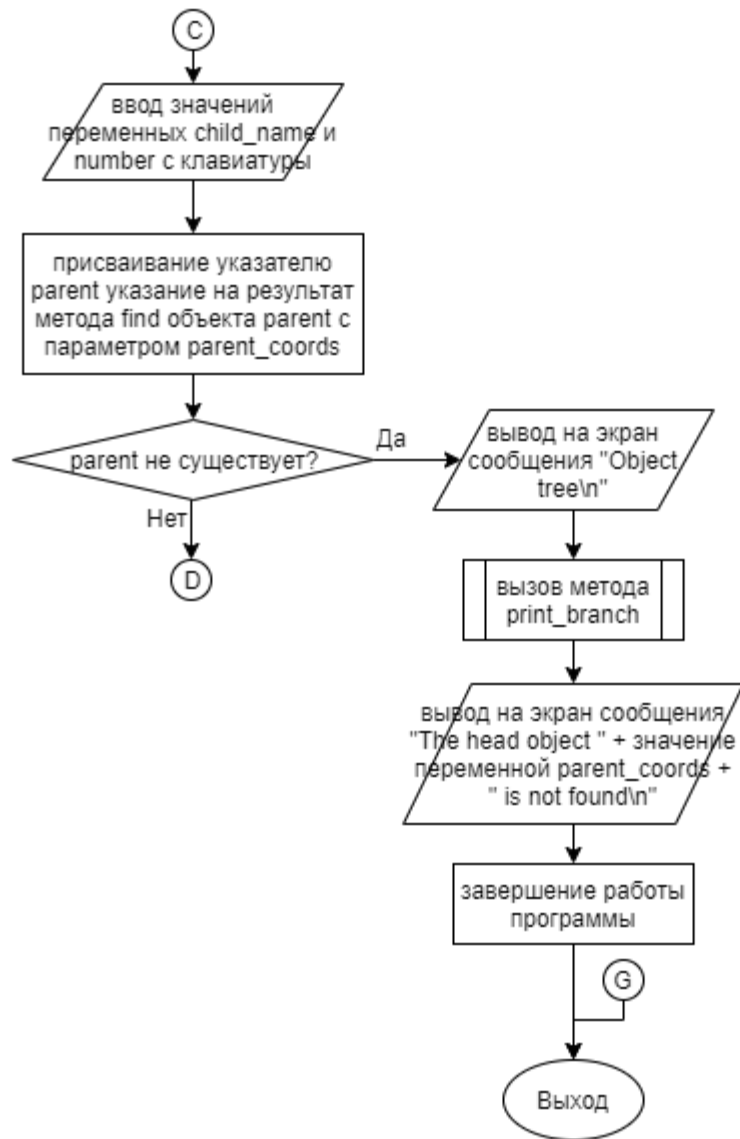 C
ввод значений
переменных child_name и
number с клавиатуры
присваивание указателю
parent указание на результат
метода find объекта parent с
параметром parent_coords
parent не существует?
Да
Нет
D
вывод на экран
сообщения "Object
tree\n"
вызов метода
print_branch
вывод на экран сообщения
"The head object " + значение
переменной parent_coords +
" is not found\n"
завершение работы
программы
G
Выход